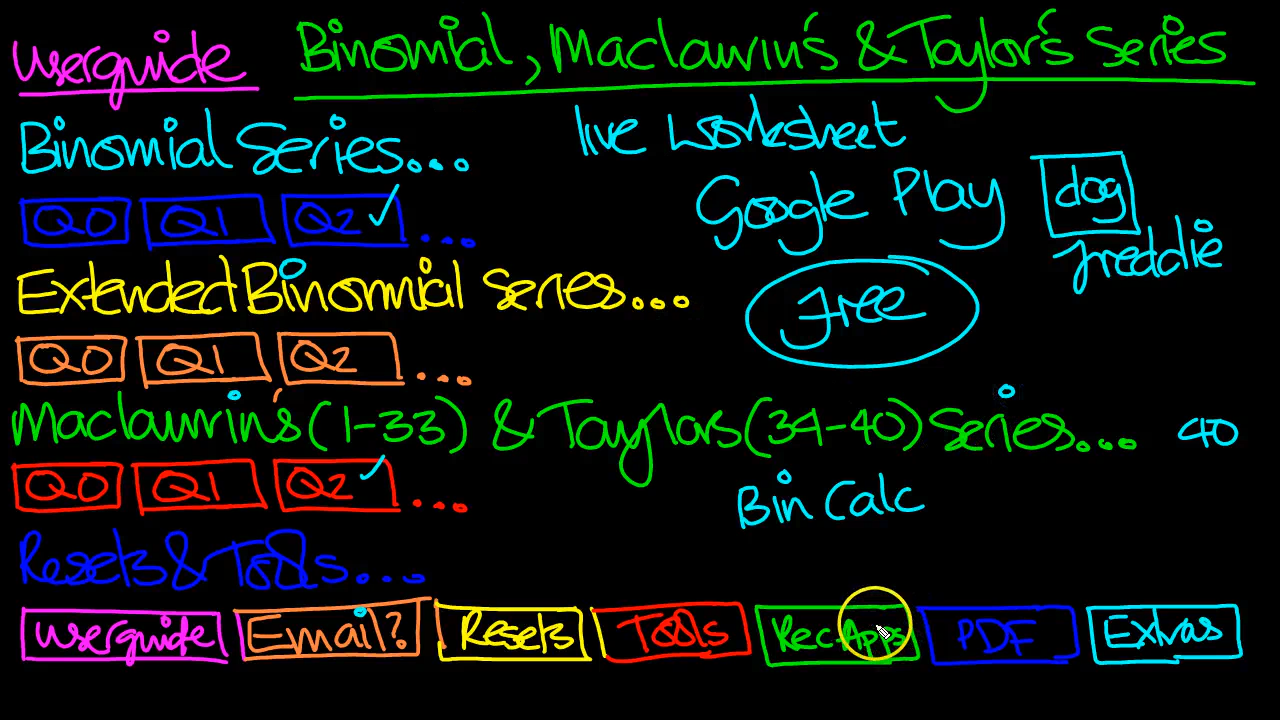 Userguide Binomial, Maclaurin's & Taylor's Series
Binomial Series...
live worksheet
Google Play
dog
freddie
Q0 Q1 Q2 ✓ ...
Extended Binomial Series...
Free
Q0 Q1 Q2 ...
Maclaurin's (1-33) & Taylors (34-40) Series... 40
Q0 Q1 Q2 ✓ ...
Bin Calc
Resets & Tools...
Userguide Email? Resets Tools Rec.Apps PDF Extras